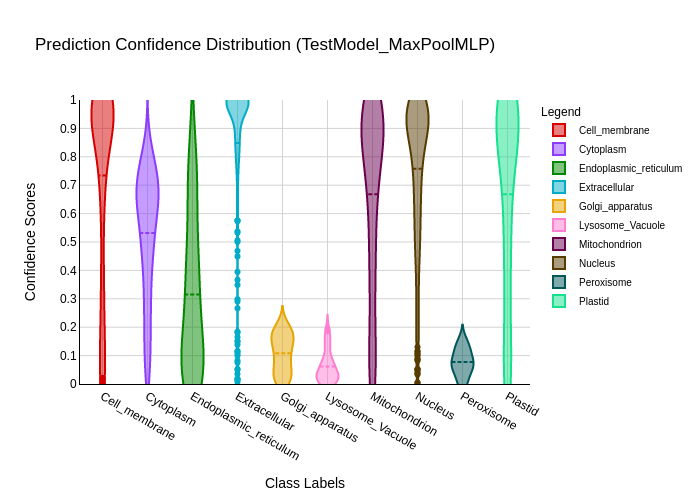 Prediction Confidence Distribution (TestModel_MaxPoolMLP)
Legend
Cell_membrane
Cytoplasm
Endoplasmic_reticulum
Extracellular
Golgi_apparatus
Lysosome_Vacuole
Mitochondrion
Nucleus
Peroxisome
Plastid
Confidence Scores
1
0.9
0.8
0.7
0.6
0.5
0.4
0.3
0.2
0.1
0
Cell_membrane
Cytoplasm
Endoplasmic_reticulum
Extracellular
Golgi_apparatus
Lysosome_Vacuole
Mitochondrion
Nucleus
Peroxisome
Plastid
Class Labels